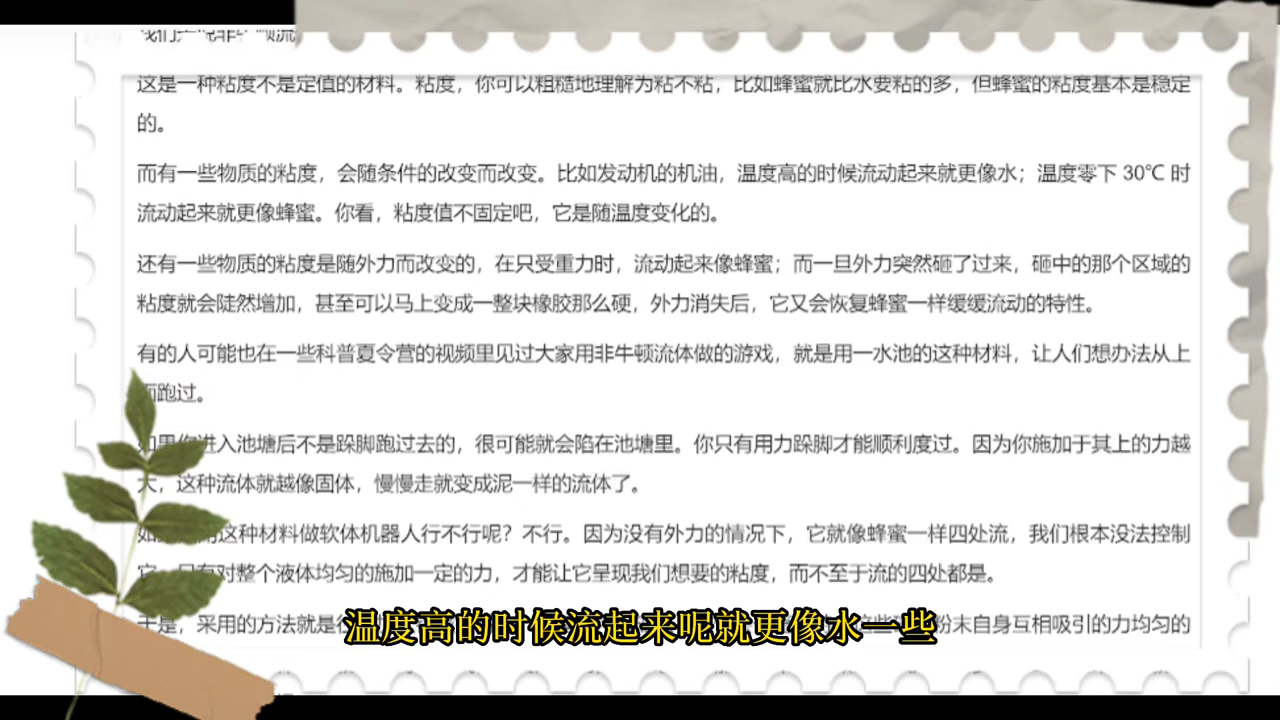 我们先说非牛顿流
这是一种粘度不是定值的材料。粘度，你可以粗糙地理解为粘不粘，比如蜂蜜就比水要粘的多，但蜂蜜的粘度基本是稳定
的。
而有一些物质的粘度，会随条件的改变而改变。比如发动机的机油，温度高的时候流动起来就更像水；温度零下 30℃ 时
流动起来就更像蜂蜜。你看，粘度值不固定吧，它是随温度变化的。
还有一些物质的粘度是随外力而改变的，在只受重力时，流动起来像蜂蜜；而一旦外力突然砸了过来，砸中的那个区域的
粘度就会陡然增加，甚至可以马上变成一整块橡胶那么硬，外力消失后，它又会恢复蜂蜜一样缓缓流动的特性。
有的人可能也在一些科普夏令营的视频里见过大家用非牛顿流体做的游戏，就是用一水池的这种材料，让人们想办法从上
面跑过。
如果你进入池塘后不是跺脚跑过去的，很可能就会陷在池塘里。你只有用力跺脚才能顺利度过。因为你施加于其上的力越
大，这种流体就越像固体，慢慢走就变成泥一样的流体了。
用这种材料做软体机器人行不行呢？不行。因为没有外力的情况下，它就像蜂蜜一样四处流，我们根本没法控制
它，只有对整个液体均匀的施加一定的力，才能让它呈现我们想要的粘度，而不至于流的四处都是。
于是，采用的方法就是 粉末自身互相吸引的力均匀的
温度高的时候流起来呢就更像水一些